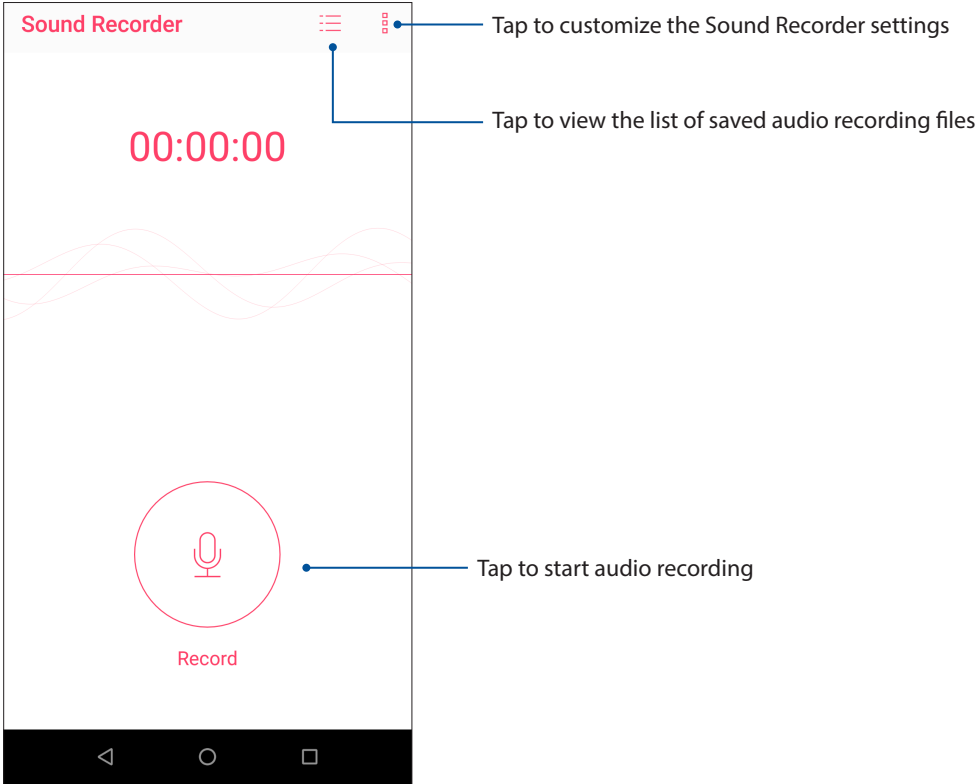 Sound Recorder
Tap to customize the Sound Recorder settings
Tap to view the list of saved audio recording files
00:00:00
Tap to start audio recording
Record